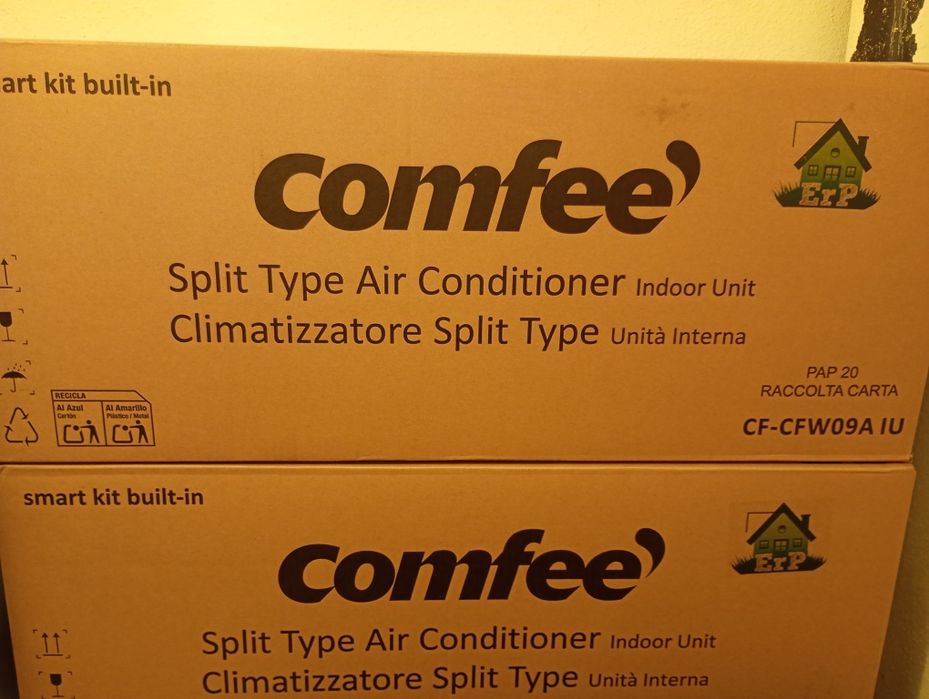 art kit built-in
comfee'
ErP
Split Type Air Conditioner Indoor Unit
Climatizzatore Split Type Unità Interna
PAP 20
RACCOLTA CARTA
CF-CFW09A IU
RECICLA
Al Azul
Cartón
Al Amarillo
Plástico / Metal
smart kit built-in
comfee'
ErP
Split Type Air Conditioner Indoor Unit
Climatizzatore Split Type Unità Interna